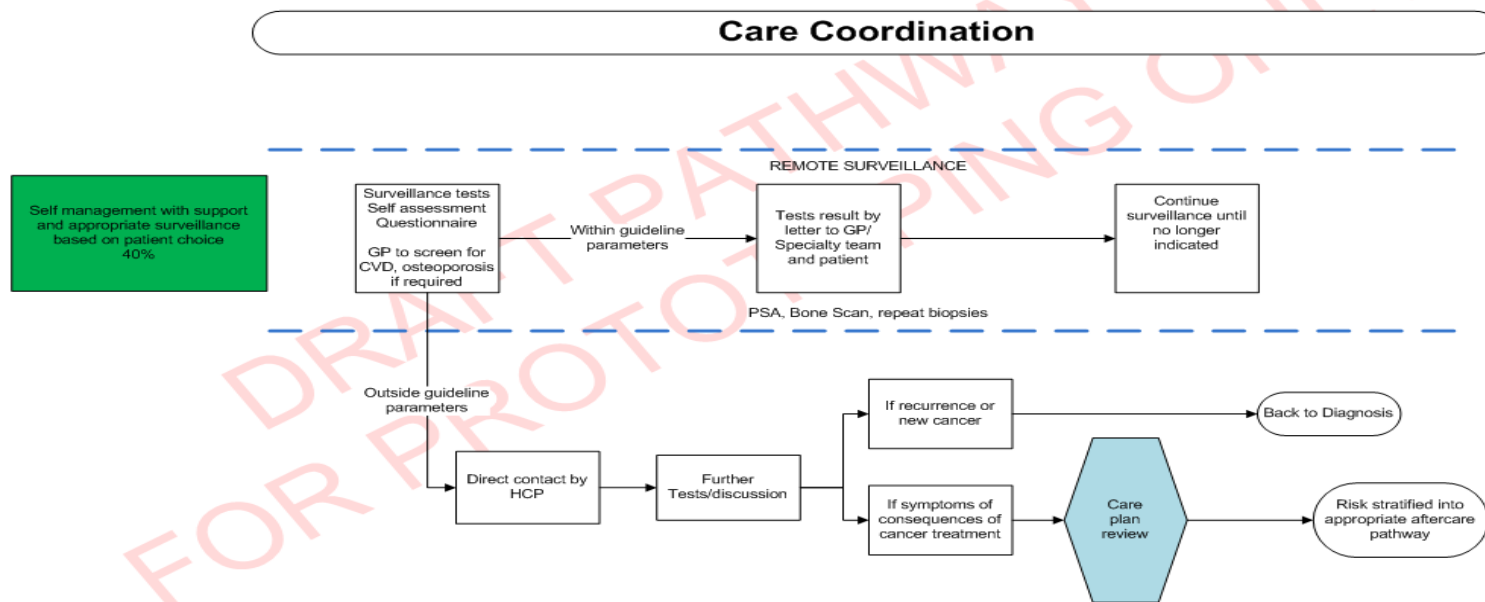 Care Coordination
REMOTE SURVEILLANCE
Self management with support
and appropriate surveillance
based on patient choice
40%
Surveillance tests
Self assessment
Questionnaire
GP to screen for
CVD, osteoporosis
if required
Within guideline
parameters
Tests result by
letter to GP/
Specialty team
and patient
Continue
surveillance until
no longer
indicated
PSA, Bone Scan, repeat biopsies
Outside guideline
parameters
Direct contact by
HCP
Further
Tests/discussion
If recurrence or
new cancer
Back to Diagnosis
If symptoms of
consequences of
cancer treatment
Care
plan
review
Risk stratified into
appropriate aftercare
pathway
DRAFT PATHWAY
FOR PROTOTYPING